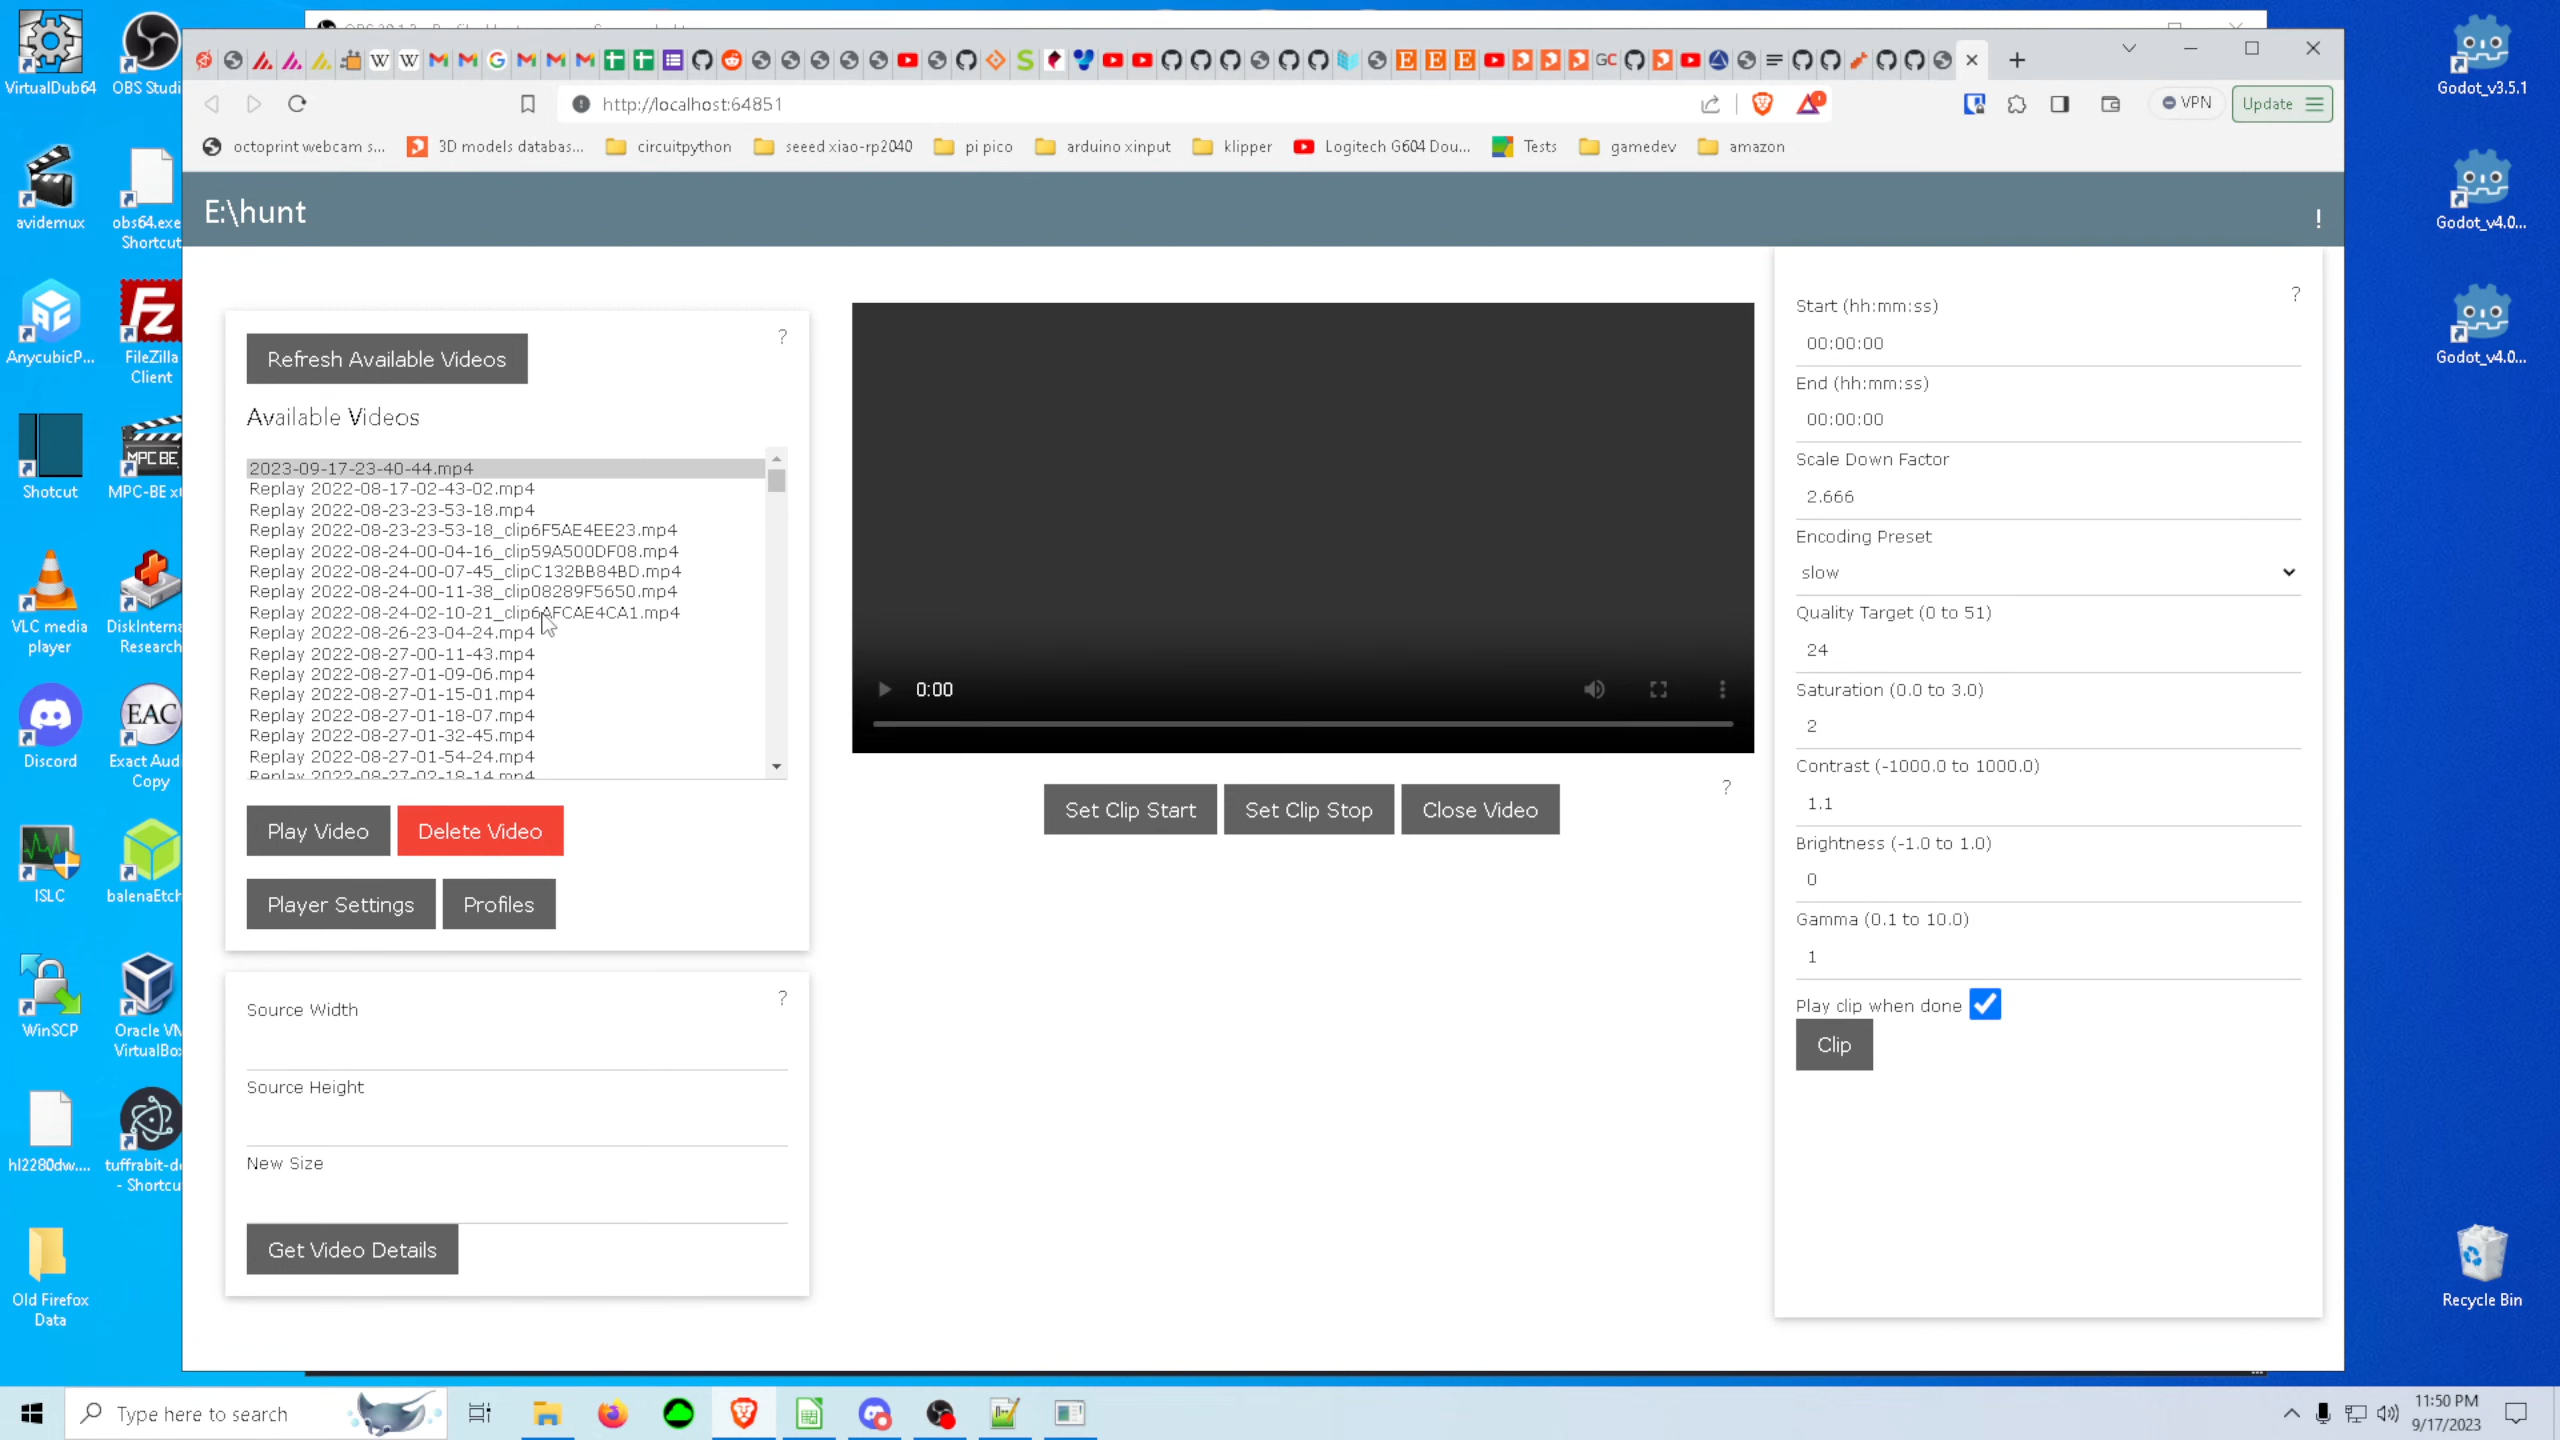 VirtualDub64
OBS Studi
avidemux
obs64.exe
Shortcut
AnycubicP...
FileZilla
Client
Shotcut
MPC BE
MPC-BE x
VLC media
player
DiskInterna
Research
Discord
EAC
Exact Aud
Copy
ISLC
balenaEtch
WinSCP
Oracle VM
VirtualBox
hl2280dw....
tuffrabit-de
- Shortcu
Old Firefox
Data
Godot_v3.5.1
Godot_v4.0...
Godot_v4.0...
Recycle Bin
http://localhost:64851
VPN
Update
octoprint webcam s...
3D models databas...
circuitpython
seeed xiao-rp2040
pi pico
arduino xinput
klipper
Logitech G604 Dou...
Tests
gamedev
amazon
E:\hunt
!
Refresh Available Videos
?
Available Videos
2023-09-17-23-40-44.mp4
Replay 2022-08-17-02-43-02.mp4
Replay 2022-08-23-23-53-18.mp4
Replay 2022-08-23-23-53-18_clip6F5AE4EE23.mp4
Replay 2022-08-24-00-04-16_clip59A500DF08.mp4
Replay 2022-08-24-00-07-45_clipC132BB84BD.mp4
Replay 2022-08-24-00-11-38_clip08289F5650.mp4
Replay 2022-08-24-02-10-21_clip6AFCAE4CA1.mp4
Replay 2022-08-26-23-04-24.mp4
Replay 2022-08-27-00-11-43.mp4
Replay 2022-08-27-01-09-06.mp4
Replay 2022-08-27-01-15-01.mp4
Replay 2022-08-27-01-18-07.mp4
Replay 2022-08-27-01-32-45.mp4
Replay 2022-08-27-01-54-24.mp4
Replay 2022-08-27-02-18-14.mp4
Play Video
Delete Video
Player Settings
Profiles
?
Source Width
Source Height
New Size
Get Video Details
0:00
Set Clip Start
Set Clip Stop
Close Video
?
?
Start (hh:mm:ss)
00:00:00
End (hh:mm:ss)
00:00:00
Scale Down Factor
2.666
Encoding Preset
slow
Quality Target (0 to 51)
24
Saturation (0.0 to 3.0)
2
Contrast (-1000.0 to 1000.0)
1.1
Brightness (-1.0 to 1.0)
0
Gamma (0.1 to 10.0)
1
Play clip when done
Clip
Type here to search
11:50 PM
9/17/2023